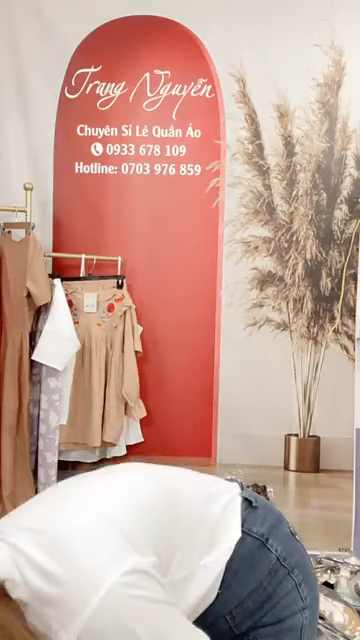 Trang Nguyễn
Chuyên Sỉ Lẻ Quần Áo
0933 678 109
Hotline: 0703 976 859